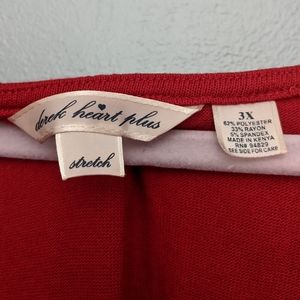 derek heart plus
stretch
3X
62% POLYESTER
33% RAYON
5% SPANDEX
MADE IN KENYA
RN# 94829
SEE SIDE FOR CARE